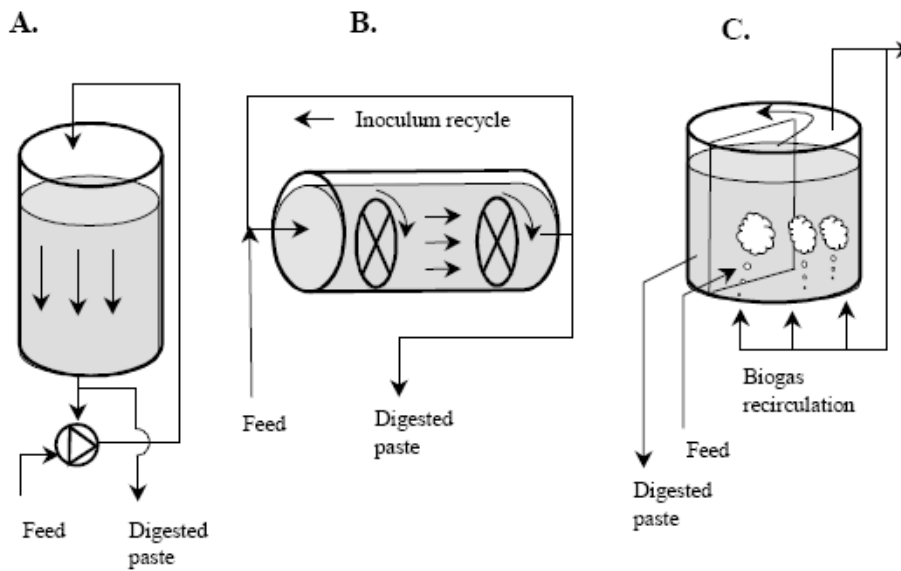 A.
B.
C.
Inoculum recycle
Feed
Digested
paste
Feed
Digested
paste
Biogas
recirculation
Feed
Digested
paste